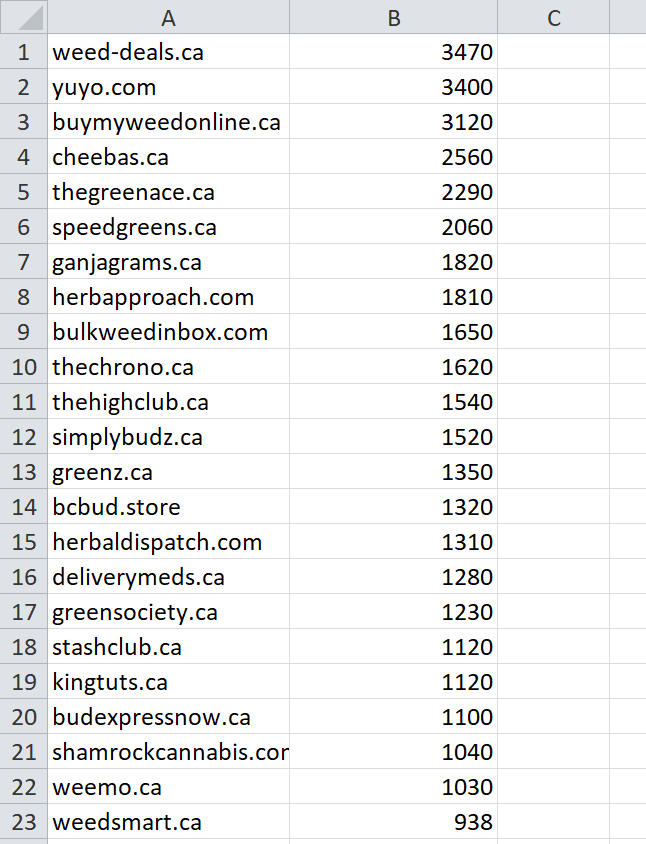 A B C
1 weed-deals.ca 3470
2 yuyo.com 3400
3 buymyweedonline.ca 3120
4 cheebas.ca 2560
5 thegreenace.ca 2290
6 speedgreens.ca 2060
7 ganjagrams.ca 1820
8 herbapproach.com 1810
9 bulkweedinbox.com 1650
10 thechrono.ca 1620
11 thehighclub.ca 1540
12 simplybudz.ca 1520
13 greenz.ca 1350
14 bcbud.store 1320
15 herbaldispatch.com 1310
16 deliverymeds.ca 1280
17 greensociety.ca 1230
18 stashclub.ca 1120
19 kingtuts.ca 1120
20 budexpressnow.ca 1100
21 shamrockcannabis.con 1040
22 weemo.ca 1030
23 weedsmart.ca 938